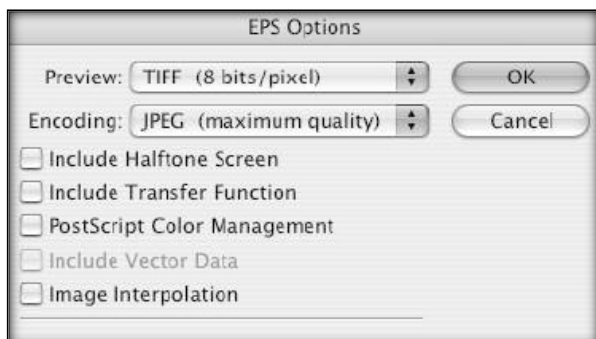 EPS Options
Preview: TIFF (8 bits/pixel) OK
Encoding: JPEG (maximum quality) Cancel
Include Halftone Screen
Include Transfer Function
PostScript Color Management
Include Vector Data
Image Interpolation